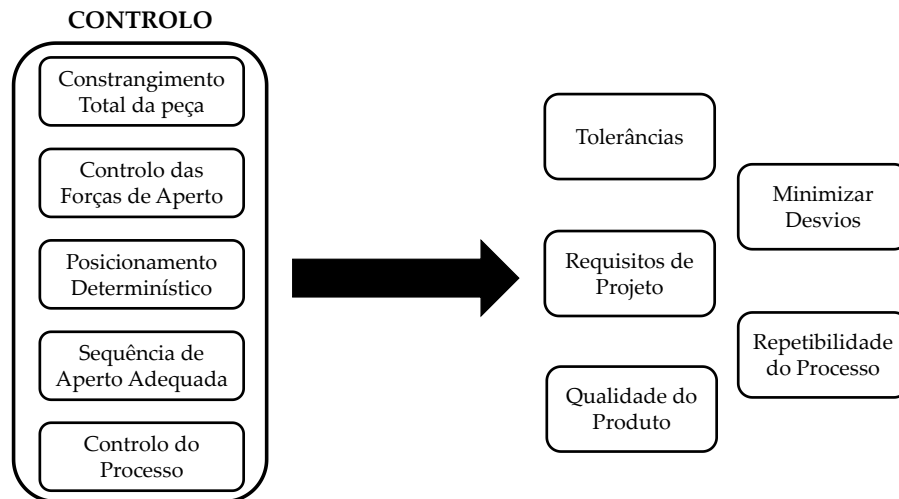 CONTROLO
Constrangimento
Total da peça
Controlo das
Forças de Aperto
Posicionamento
Determinístico
Sequência de
Aperto Adequada
Controlo do
Processo
Tolerâncias
Minimizar
Desvios
Requisitos de
Projeto
Repetibilidade
do Processo
Qualidade do
Produto